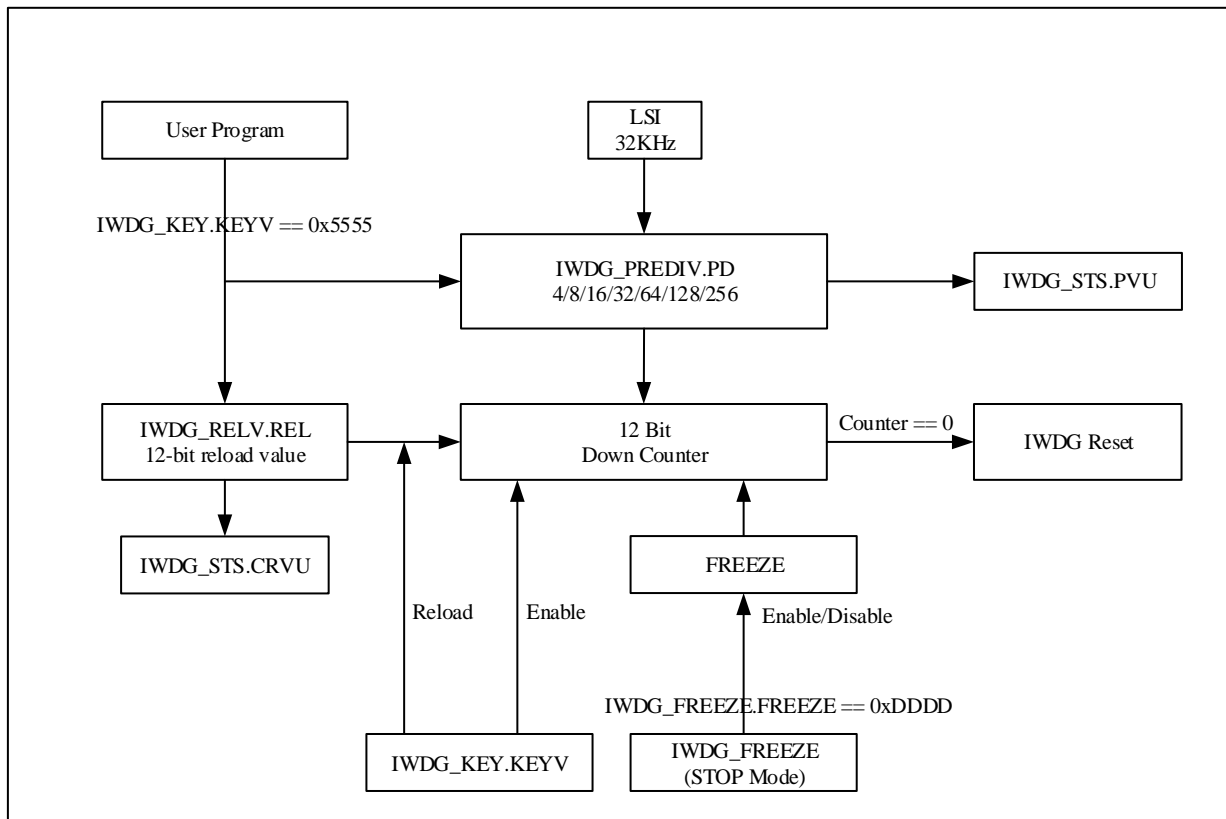 User Program
LSI
32KHz
IWDG_KEY.KEYV == 0x5555
IWDG_PREDIV.PD
4/8/16/32/64/128/256
IWDG_STS.PVU
IWDG_RELV.REL
12-bit reload value
12 Bit
Down Counter
Counter == 0
IWDG Reset
IWDG_STS.CRVU
FREEZE
Reload
Enable
Enable/Disable
IWDG_FREEZE.FREEZE == 0xDDDD
IWDG_KEY.KEYV
IWDG_FREEZE
(STOP Mode)